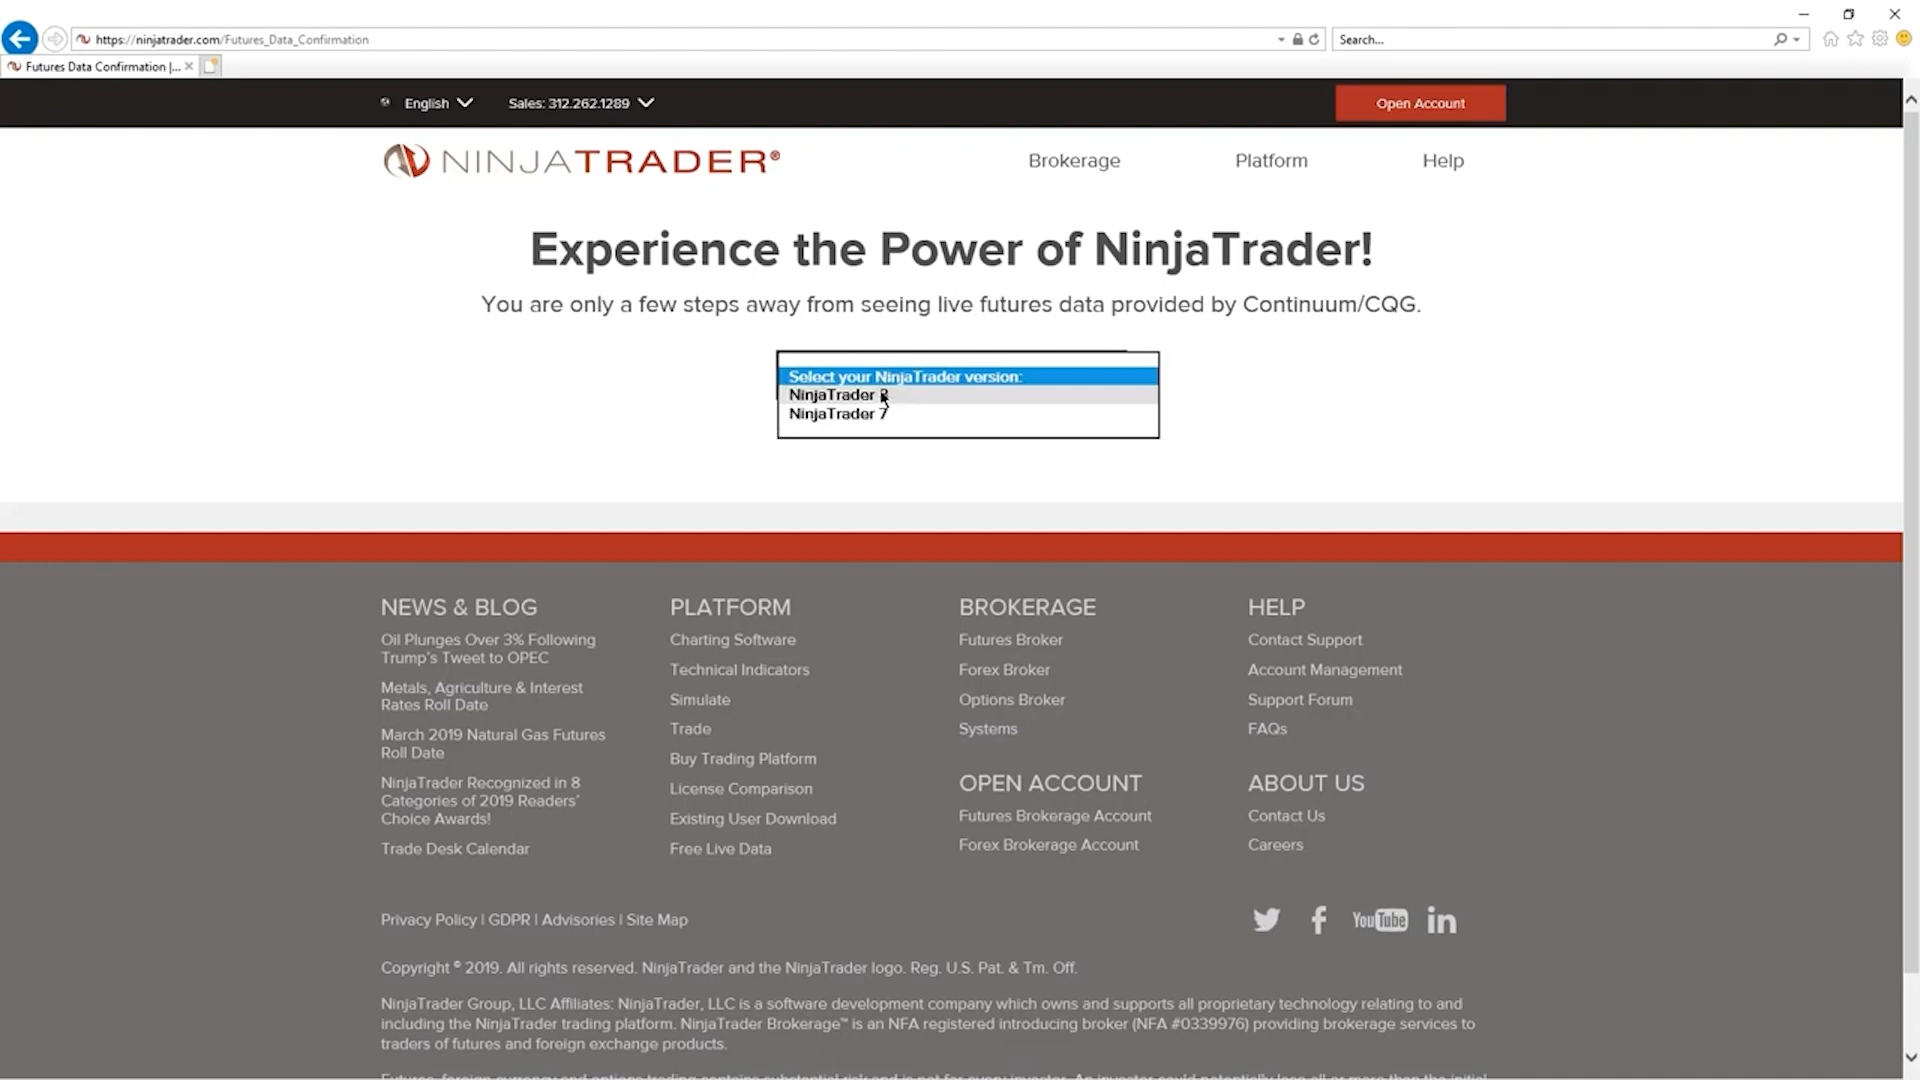 https://ninjatrader.com/Futures_Data_Confirmation
Search...
Futures Data Confirmation |...
English
Sales: 312.262.1289
Open Account
NINJATRADER®
Brokerage
Platform
Help
Experience the Power of NinjaTrader!
You are only a few steps away from seeing live futures data provided by Continuum/CQG.
Select your NinjaTrader version:
NinjaTrader
NinjaTrader 7
NEWS & BLOG
Oil Plunges Over 3% Following
Trump's Tweet to OPEC
Metals, Agriculture & Interest
Rates Roll Date
March 2019 Natural Gas Futures
Roll Date
NinjaTrader Recognized in 8
Categories of 2019 Readers'
Choice Awards!
Trade Desk Calendar
PLATFORM
Charting Software
Technical Indicators
Simulate
Trade
Buy Trading Platform
License Comparison
Existing User Download
Free Live Data
BROKERAGE
Futures Broker
Forex Broker
Options Broker
Systems
OPEN ACCOUNT
Futures Brokerage Account
Forex Brokerage Account
HELP
Contact Support
Account Management
Support Forum
FAQs
ABOUT US
Contact Us
Careers
Privacy Policy | GDPR | Advisories | Site Map
YouTube
in
Copyright © 2019. All rights reserved. NinjaTrader and the NinjaTrader logo. Reg. U.S. Pat. & Tm. Off.
NinjaTrader Group, LLC Affiliates: NinjaTrader, LLC is a software development company which owns and supports all proprietary technology relating to and
including the NinjaTrader trading platform. NinjaTrader Brokerage™ is an NFA registered introducing broker (NFA #0339976) providing brokerage services to
traders of futures and foreign exchange products.